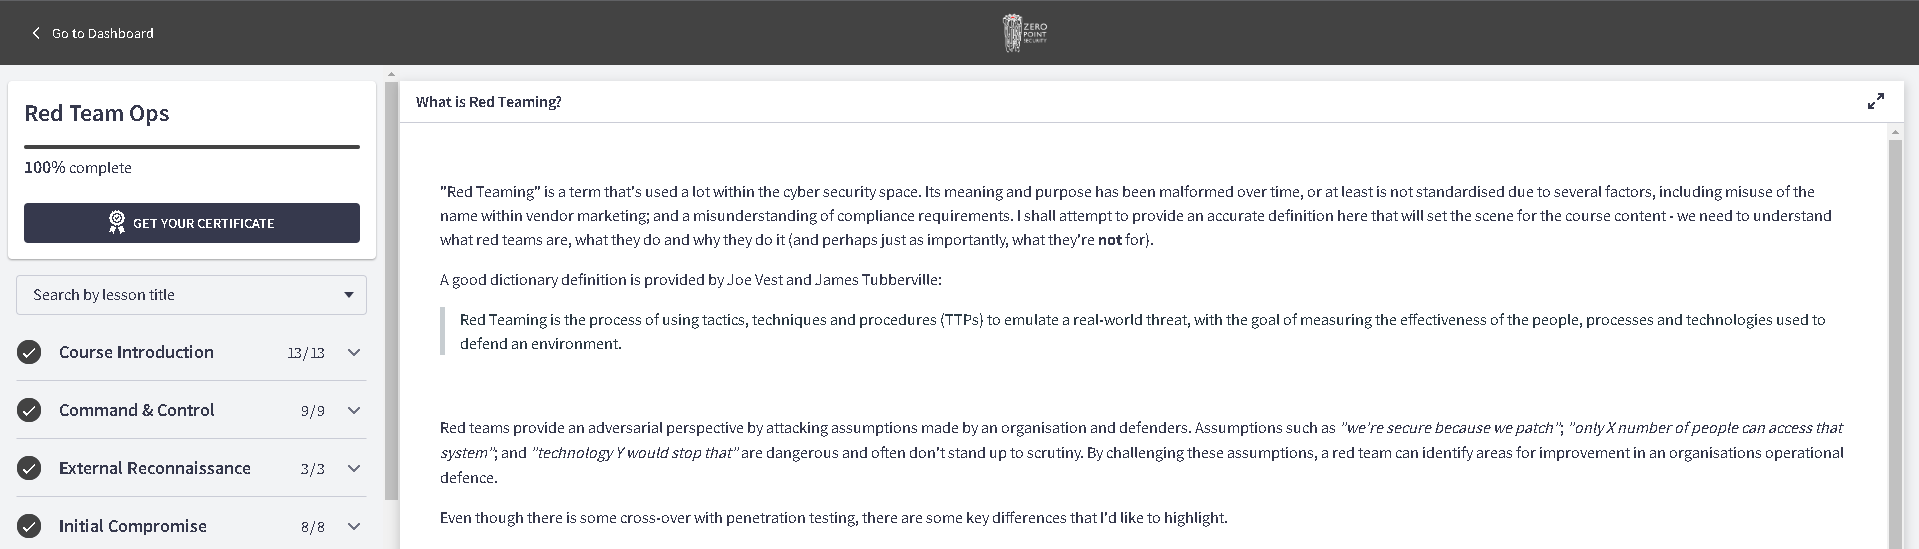 Go to Dashboard
ZERO
POINT
SECURITY
Red Team Ops
100% complete
GET YOUR CERTIFICATE
Search by lesson title
Course Introduction 13/13
Command & Control 9/9
External Reconnaissance 3/3
Initial Compromise 8/8
What is Red Teaming?
"Red Teaming" is a term that's used a lot within the cyber security space. Its meaning and purpose has been malformed over time, or at least is not standardised due to several factors, including misuse of the
name within vendor marketing; and a misunderstanding of compliance requirements. I shall attempt to provide an accurate definition here that will set the scene for the course content - we need to understand
what red teams are, what they do and why they do it (and perhaps just as importantly, what they're not for).
A good dictionary definition is provided by Joe Vest and James Tubberville:
Red Teaming is the process of using tactics, techniques and procedures (TTPs) to emulate a real-world threat, with the goal of measuring the effectiveness of the people, processes and technologies used to
defend an environment.
Red teams provide an adversarial perspective by attacking assumptions made by an organisation and defenders. Assumptions such as "we're secure because we patch"; "only X number of people can access that
system"; and "technology Y would stop that" are dangerous and often don't stand up to scrutiny. By challenging these assumptions, a red team can identify areas for improvement in an organisations operational
defence.
Even though there is some cross-over with penetration testing, there are some key differences that I'd like to highlight.